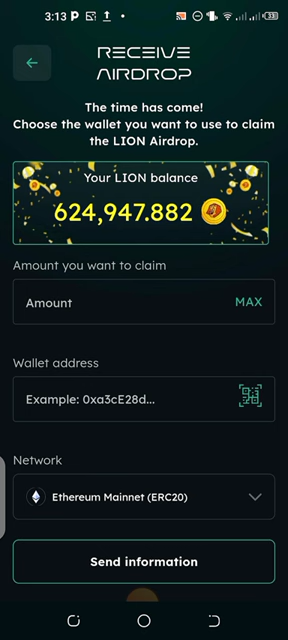 3:13
RECEIVE
AIRDROP
The time has come!
Choose the wallet you want to use to claim
the LION Airdrop.
Your LION balance
624,947.882
Amount you want to claim
Amount MAX
Wallet address
Example: 0xa3cE28d...
Network
Ethereum Mainnet (ERC20)
Send information